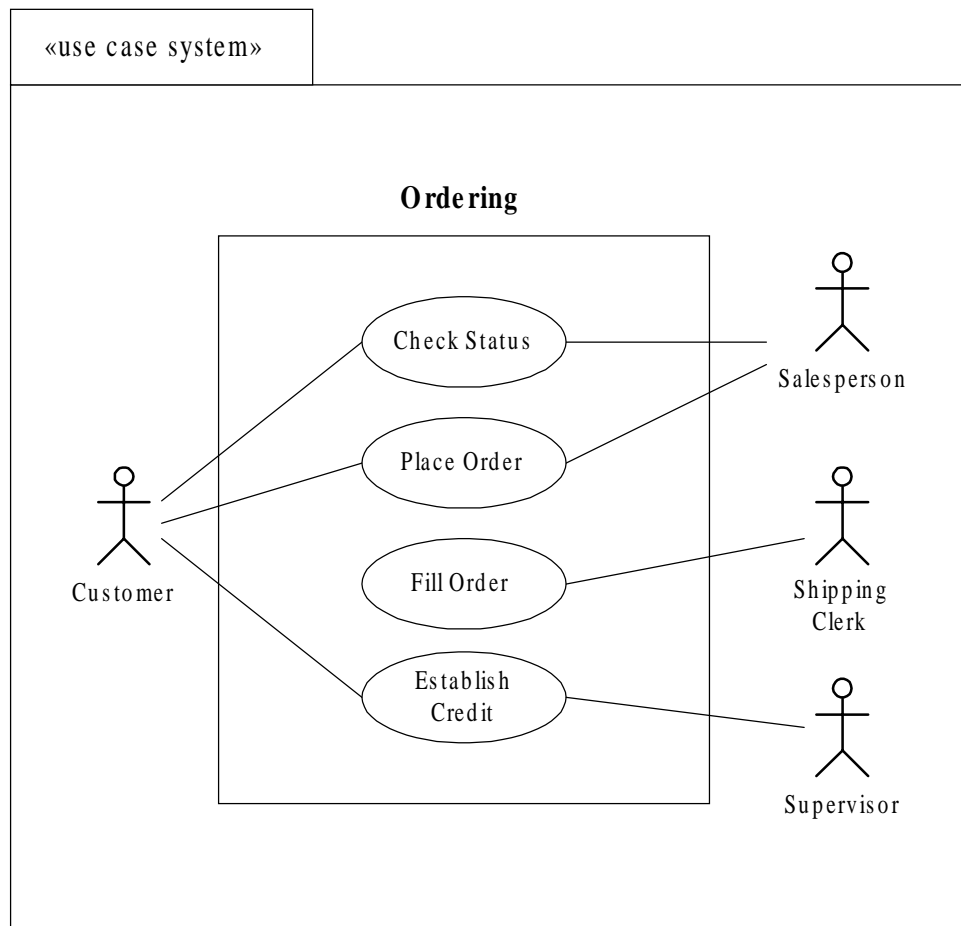 «use case system»
Ordering
Check Status
Salesperson
Place Order
Customer
Fill Order
Shipping
Clerk
Establish
Credit
Supervisor